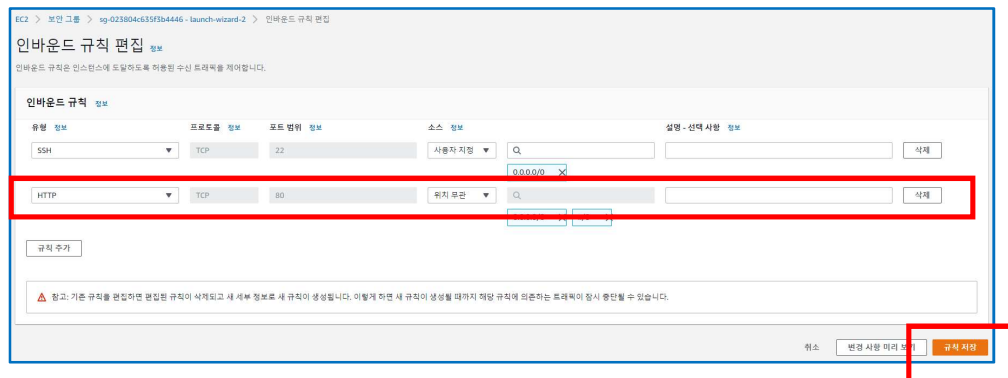 EC2 > 보안 그룹 > sg-023804c635f3b4446 - launch-wizard-2 > 인바운드 규칙 편집
인바운드 규칙 편집 정보
인바운드 규칙은 인스턴스에 도달하도록 허용된 수신 트래픽을 제어합니다.
인바운드 규칙 정보
유형 정보 프로토콜 정보 포트 범위 정보 소스 정보 설명 - 선택 사항 정보
SSH TCP 22 사용자 지정 삭제
0.0.0.0/0 X
HTTP TCP 80 위치 무관 삭제
규칙 추가
참고: 기존 규칙을 편집하면 편집된 규칙이 삭제되고 새 세부 정보로 새 규칙이 생성됩니다. 이렇게 하면 새 규칙이 생성될 때까지 해당 규칙에 의존하는 트래픽이 잠시 중단될 수 있습니다.
취소 변경 사항 미리 보기 규칙 저장